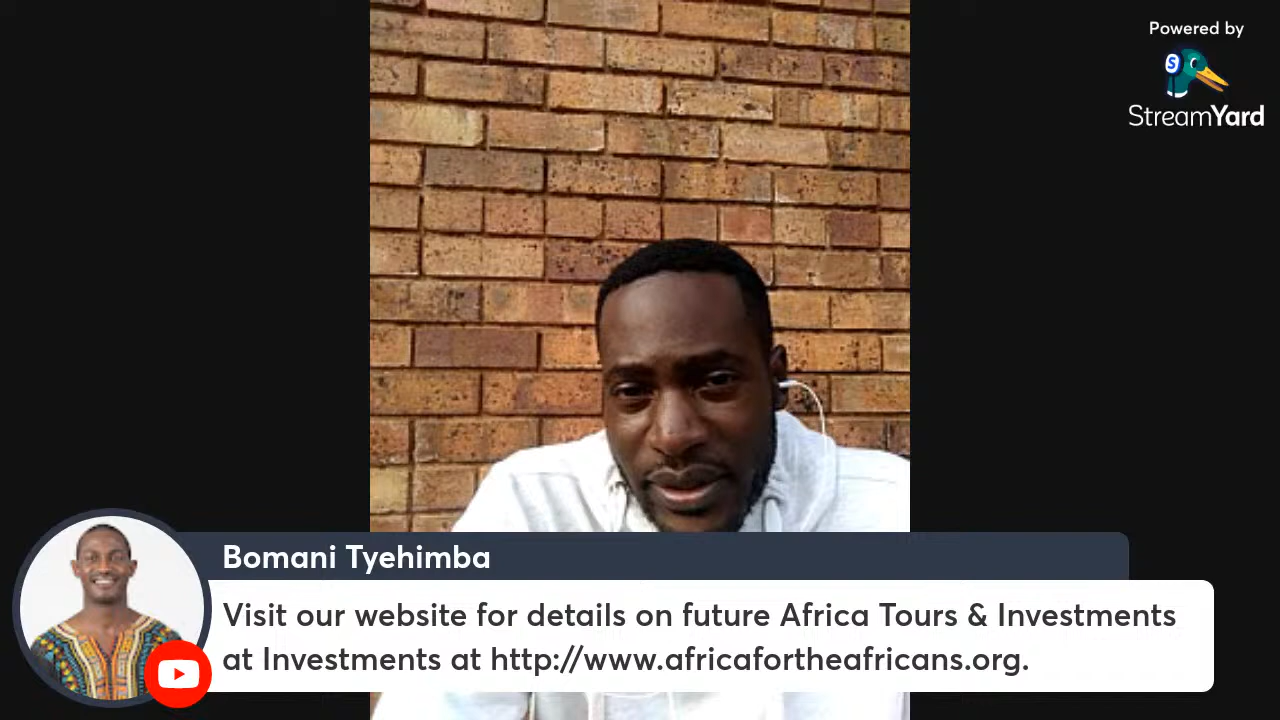 Powered by
StreamYard
Bomani Tyehimba
Visit our website for details on future Africa Tours & Investments
at Investments at http://www.africafortheafricans.org.